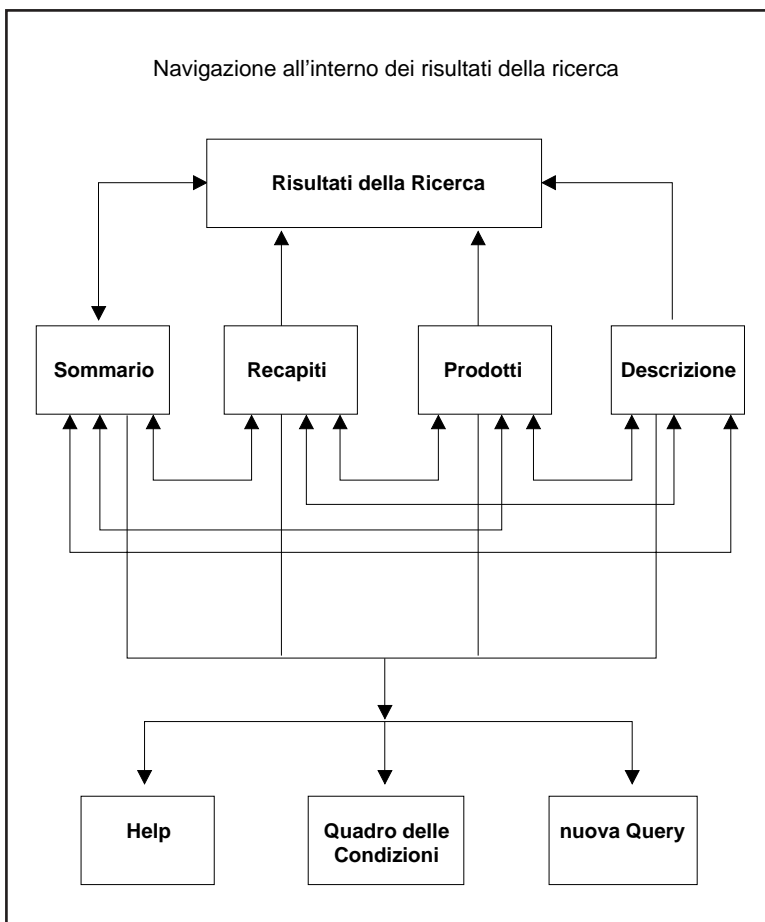 Navigazione all'interno dei risultati della ricerca
Risultati della Ricerca
Sommario
Recapiti
Prodotti
Descrizione
Help
Quadro delle
Condizioni
nuova Query